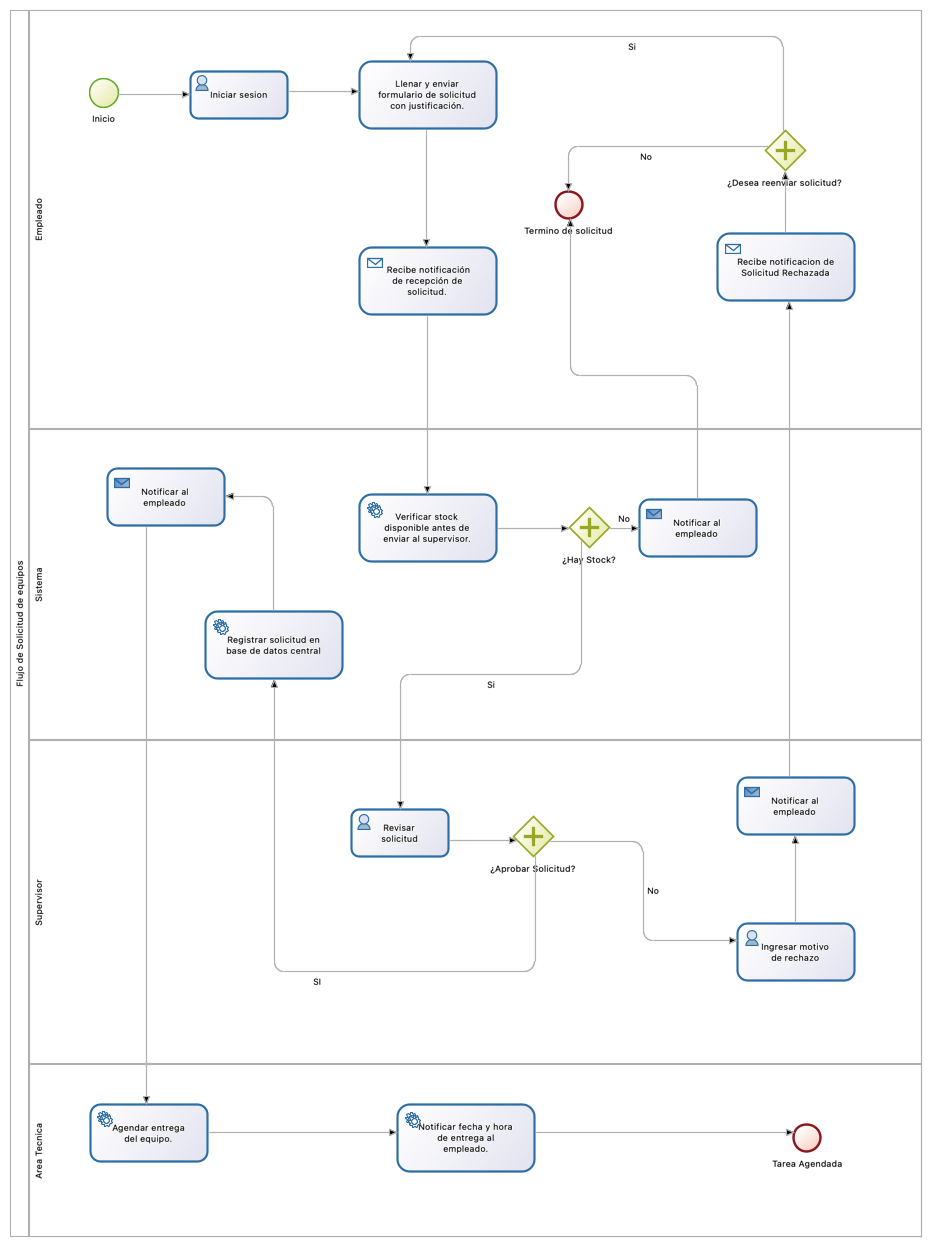 Flujo de Solicitud de equipos
Empleado
Inicio
Iniciar sesion
Llenar y enviar
formulario de solicitud
con justificación.
Si
No
¿Desea reenviar solicitud?
Termino de solicitud
Recibe notificación
de recepción de
solicitud.
Recibe notificacion de
Solicitud Rechazada
Sistema
Notificar al
empleado
Verificar stock
disponible antes de
enviar al supervisor.
¿Hay Stock?
No
Notificar al
empleado
Registrar solicitud en
base de datos central
Si
Supervisor
Revisar
solicitud
¿Aprobar Solicitud?
No
Notificar al
empleado
Ingresar motivo
de rechazo
SI
Area Tecnica
Agendar entrega
del equipo.
Notificar fecha y hora
de entrega al
empleado.
Tarea Agendada